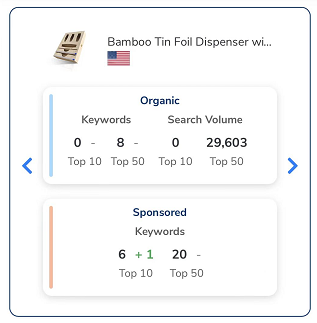 Bamboo Tin Foil Dispenser wi...
Organic
Keywords Search Volume
0 - 8 - 0 29,603
Top 10 Top 50 Top 10 Top 50
Sponsored
Keywords
6 + 1 20 -
Top 10 Top 50